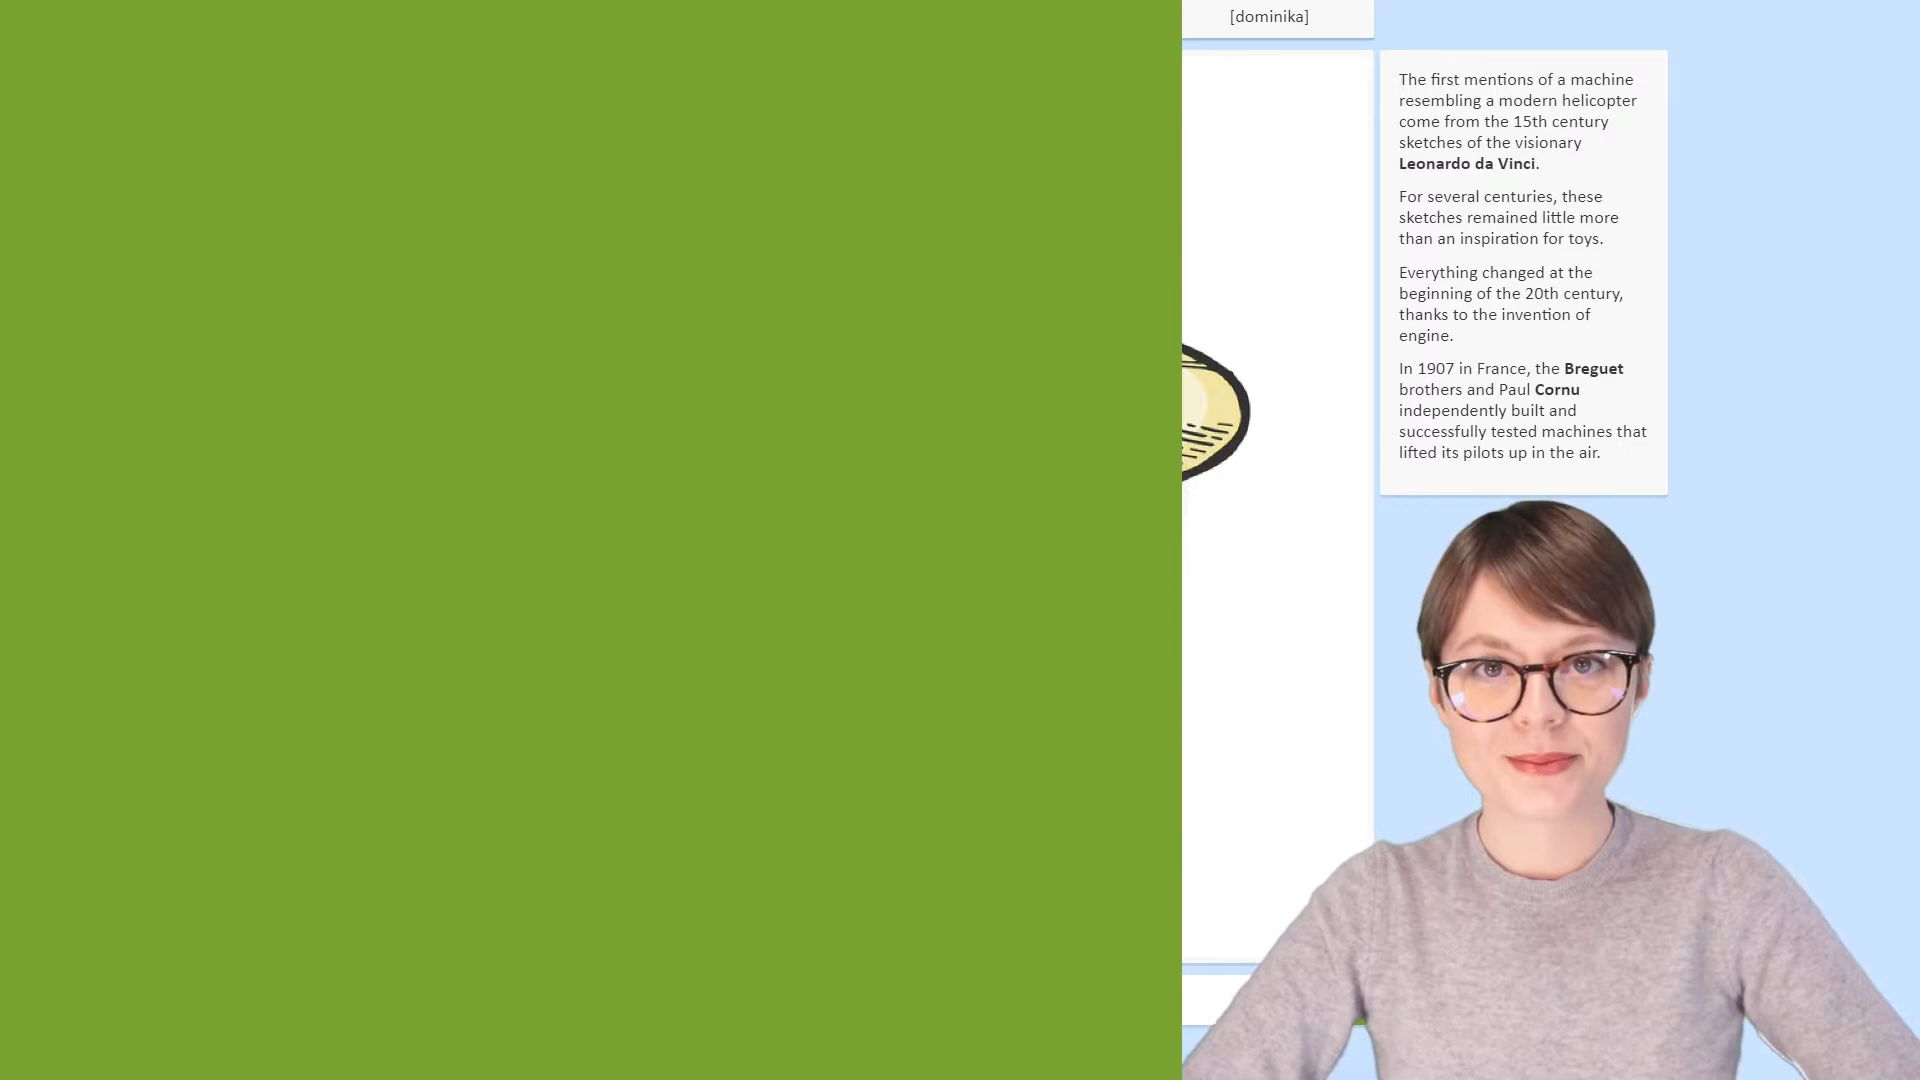 [dominika]
The first mentions of a machine
resembling a modern helicopter
come from the 15th century
sketches of the visionary
Leonardo da Vinci.
For several centuries, these
sketches remained little more
than an inspiration for toys.
Everything changed at the
beginning of the 20th century,
thanks to the invention of
engine.
In 1907 in France, the Breguet
brothers and Paul Cornu
independently built and
successfully tested machines that
lifted its pilots up in the air.